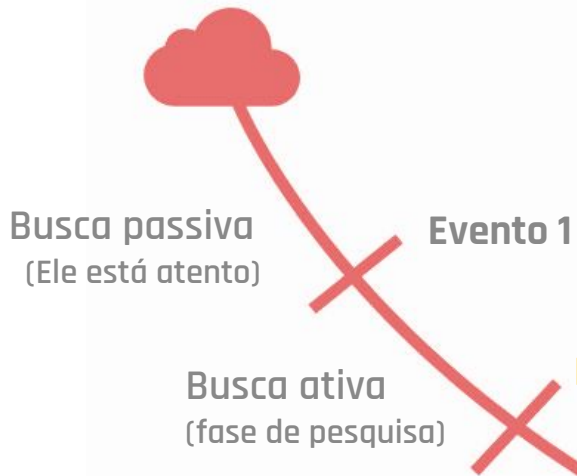 Busca passiva
(Ele está atento)
Evento 1
Busca ativa
(fase de pesquisa)